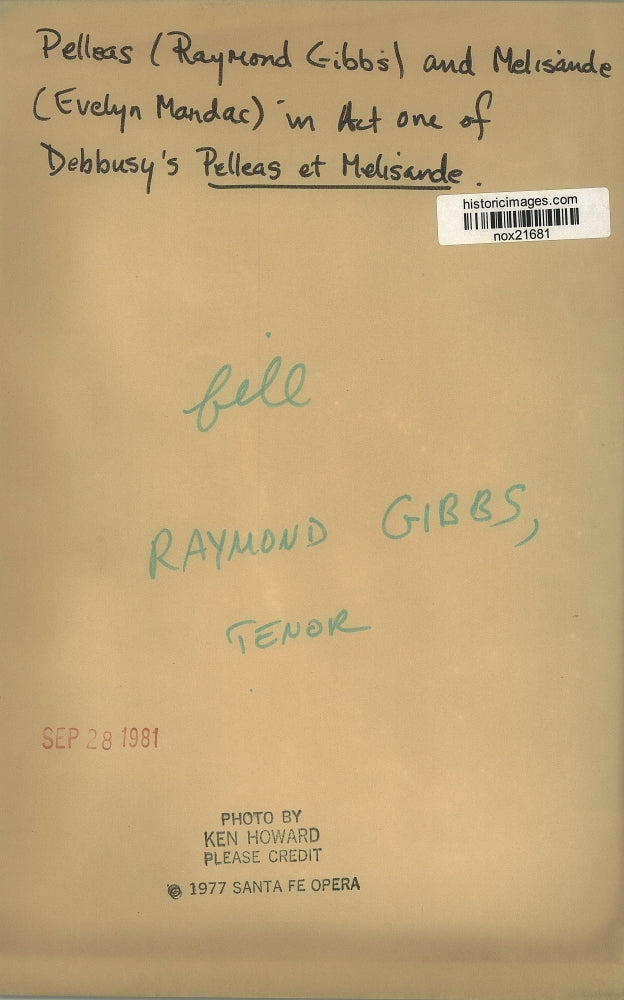 Pelleas (Raymond Gibbs) and Melisande
(Evelyn Mandac) in Act one of
Debbusy's Pelleas et Melisande.
historicimages.com
nox21681
file
RAYMOND GIBBS,
TENOR
SEP 28 1981
PHOTO BY
KEN HOWARD
PLEASE CREDIT
© 1977 SANTA FE OPERA